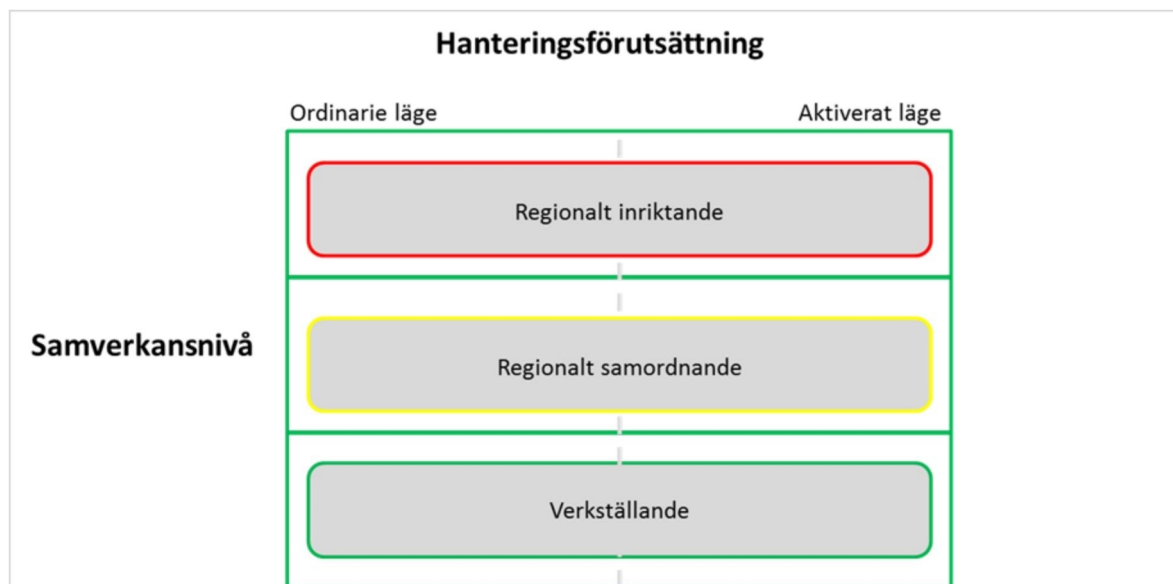 Hanteringsförutsättning
Ordinarie läge
Aktiverat läge
Regionalt inriktande
Samverkansnivå
Regionalt samordnande
Verkställande